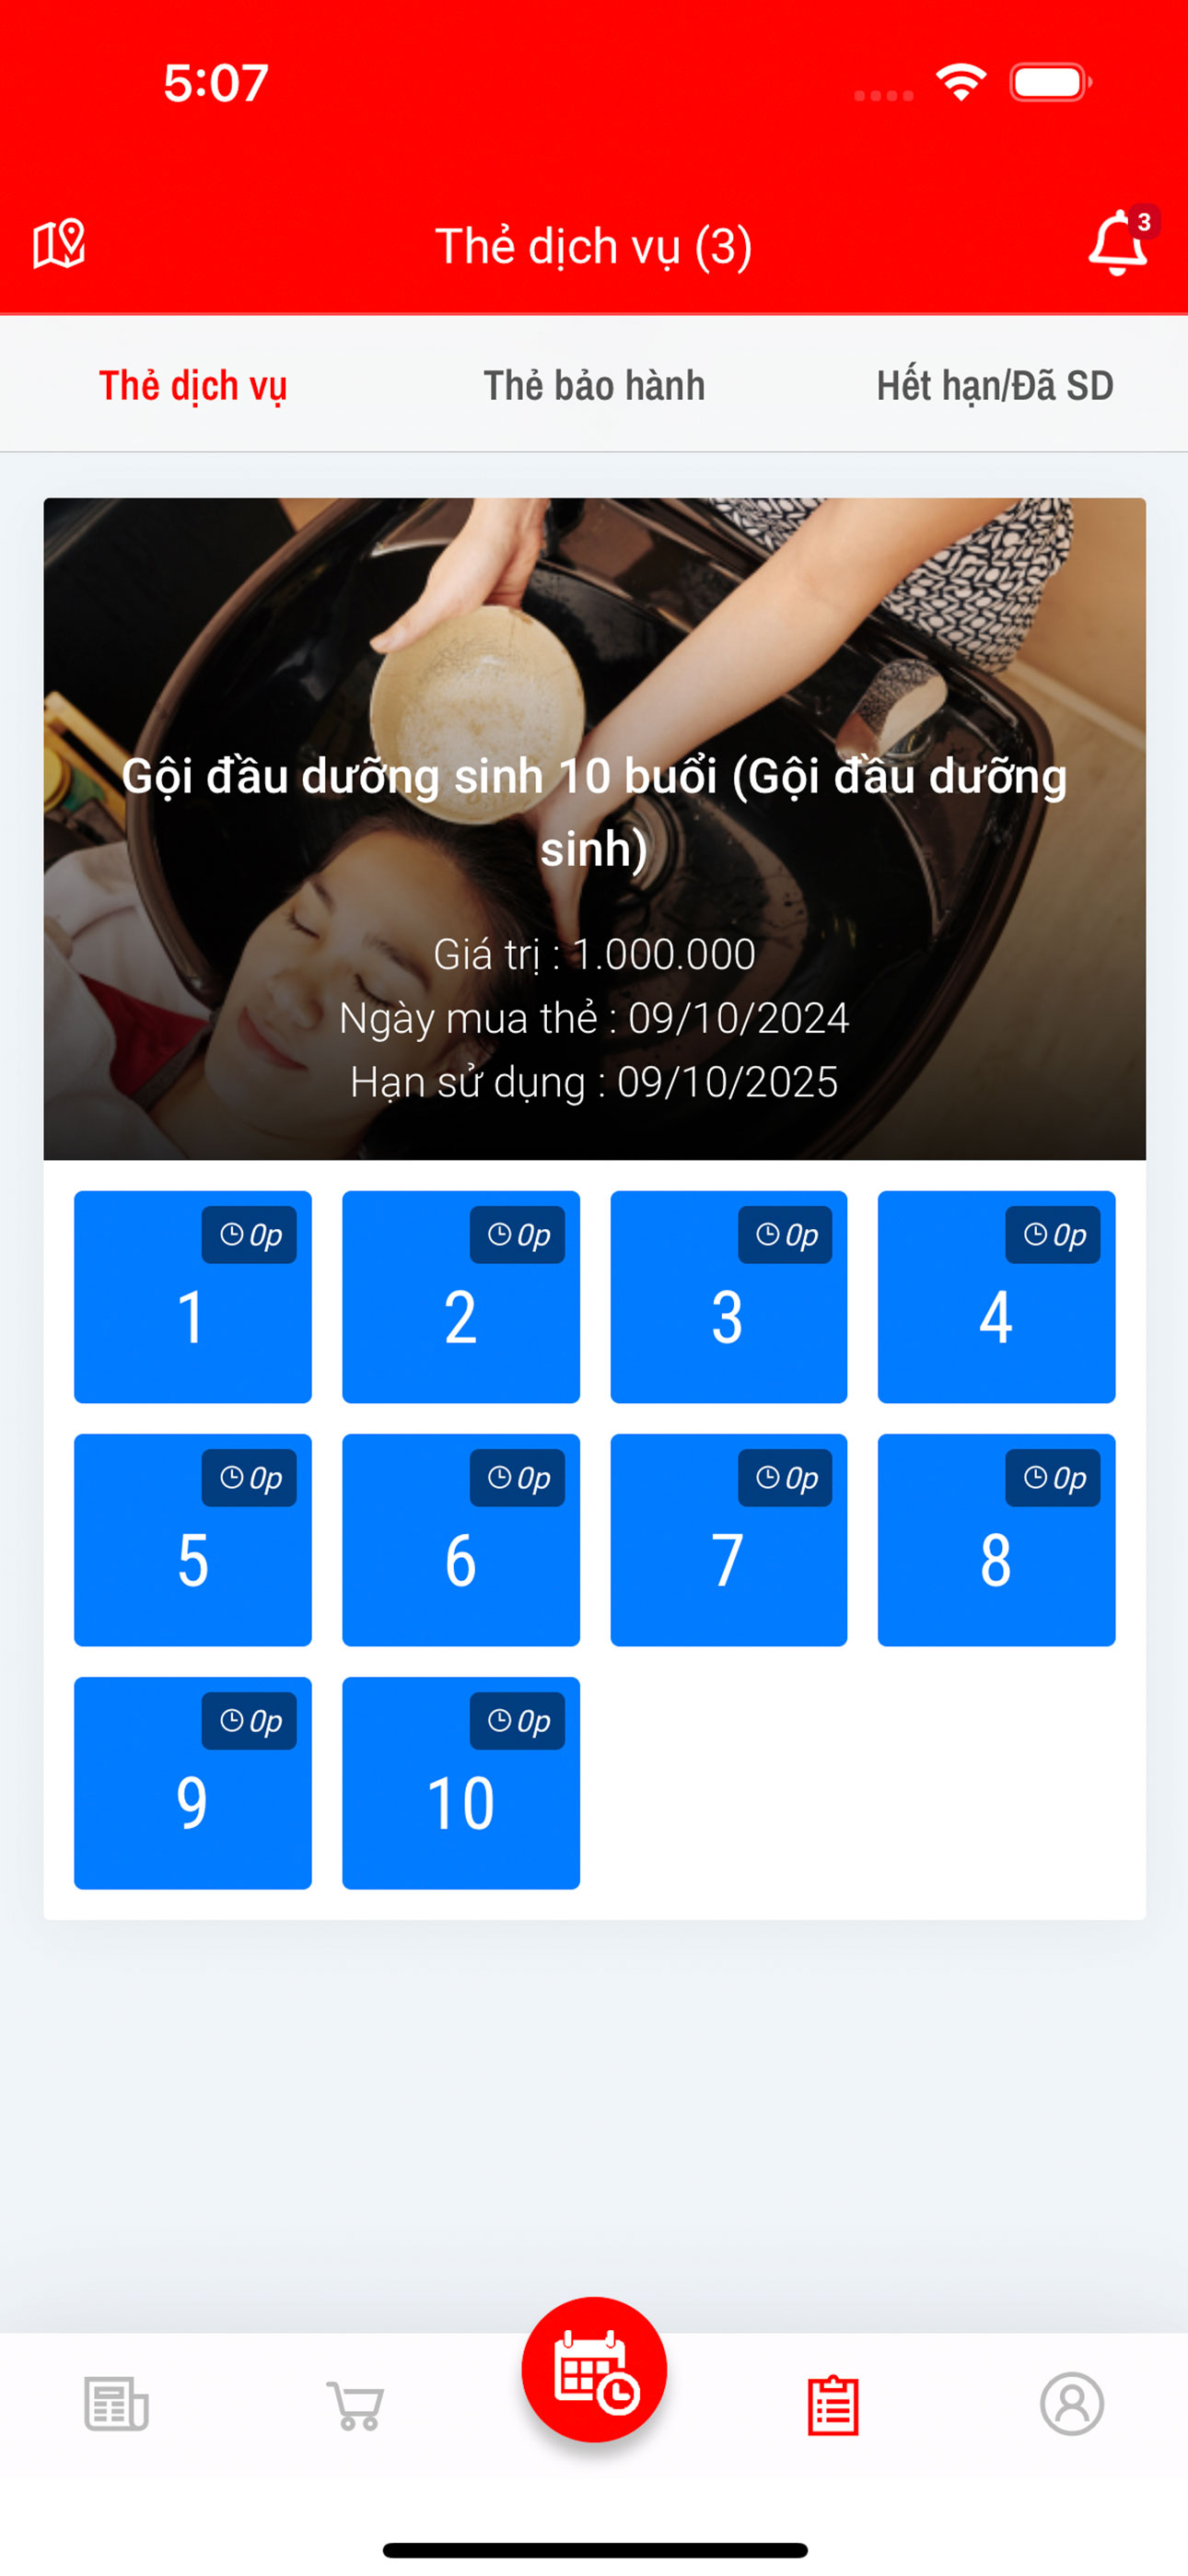 5:07
Thẻ dịch vụ (3)
3
Thẻ dịch vụ
Thẻ bảo hành
Hết hạn/Đã SD
Gội đầu dưỡng sinh 10 buổi (Gội đầu dưỡng
sinh)
Giá trị : 1.000.000
Ngày mua thẻ : 09/10/2024
Hạn sử dụng : 09/10/2025
0p
0p
0p
0p
1
2
3
4
0p
0p
0p
0p
5
6
7
8
0p
0p
9
10